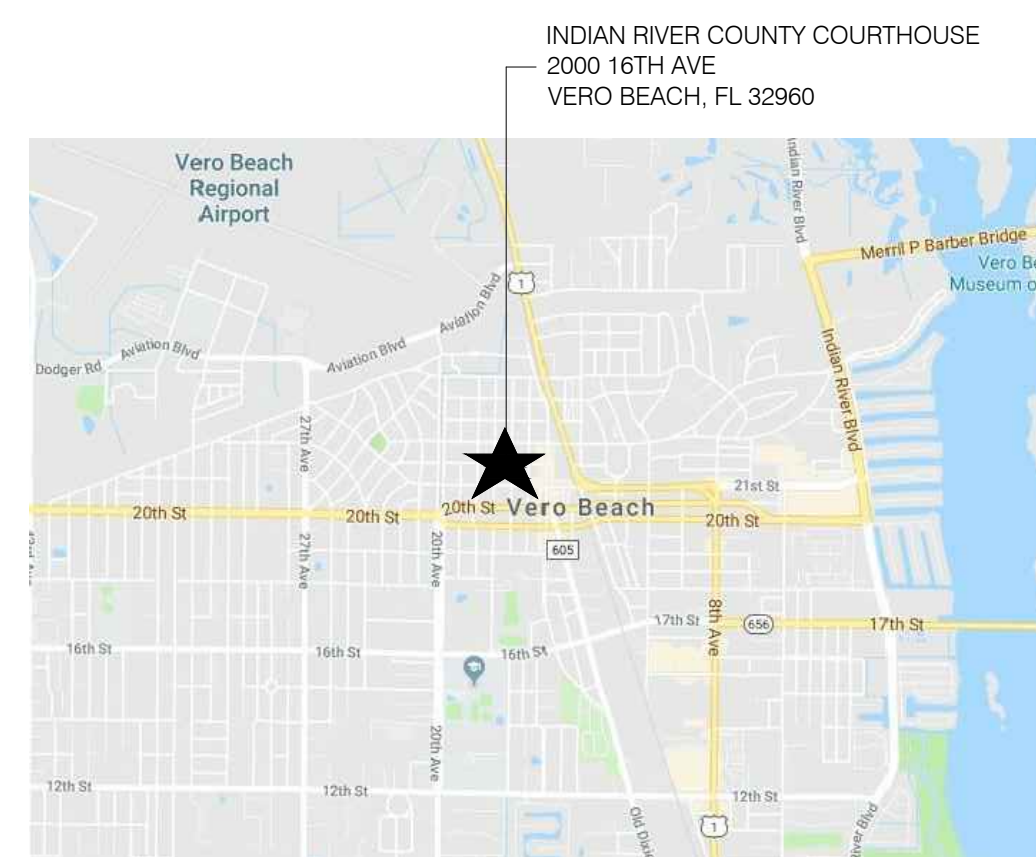 INDIAN RIVER COUNTY COURTHOUSE
2000 16TH AVE
VERO BEACH, FL 32960
Vero Beach
Regional
Airport
Indian River Blvd
Merril P Barber Bridge
Museum
1
Aviation Blvd
Dodger Rd
Aviation Blvd
Aviation Blvd
Indian River Blvd
27th Ave
21st St
20th St
20th St
20th St
Vero Beach
20th St
605
27th Ave
20th Ave
8th Ave
17th St
656
17th St
16th St
16th St
16th St
20th Ave
12th St
12th St
12th St
1
Old
Blvd